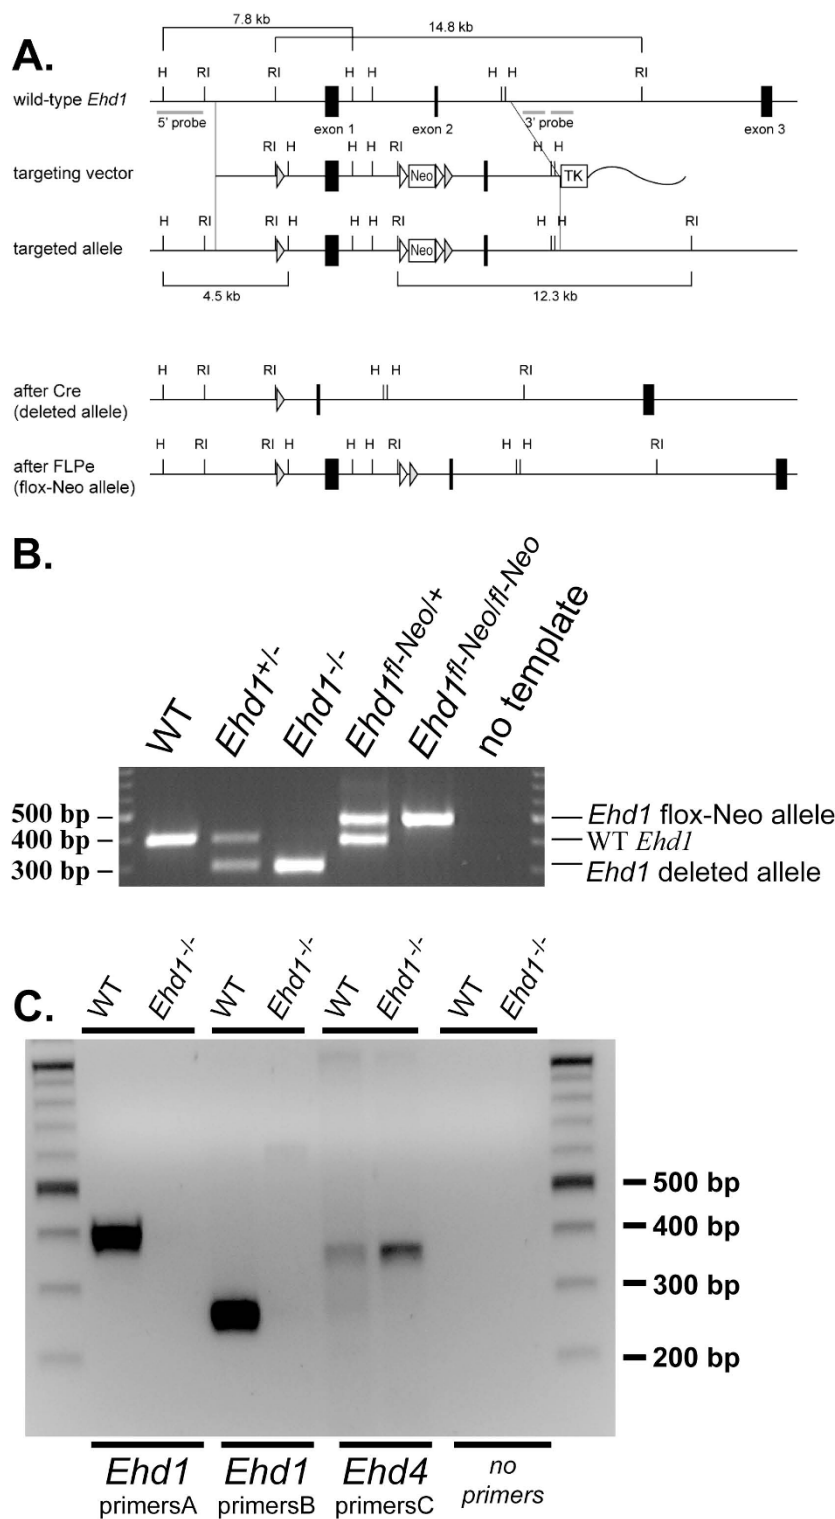 A.
7.8 kb
14.8 kb
H RI RI H H H H RI
wild-type Ehd1
5' probe exon 1 exon 2 3' probe exon 3
RI H H H RI H H
targeting vector Neo TK
H RI RI H H H RI H H RI
targeted allele Neo
4.5 kb 12.3 kb
H RI RI H H RI
after Cre
(deleted allele)
H RI RI H H H RI H H RI
after FLPe
(flox-Neo allele)
B.
WT Ehd1+/- Ehd1-/- Ehd1fl-Neo/+ Ehd1fl-Neo/fl-Neo no template
500 bp Ehd1 flox-Neo allele
400 bp WT Ehd1
300 bp Ehd1 deleted allele
C.
WT Ehd1-/- WT Ehd1-/- WT Ehd1-/- WT Ehd1-/-
500 bp
400 bp
300 bp
200 bp
Ehd1 Ehd1 Ehd4 no
primersA primersB primersC primers